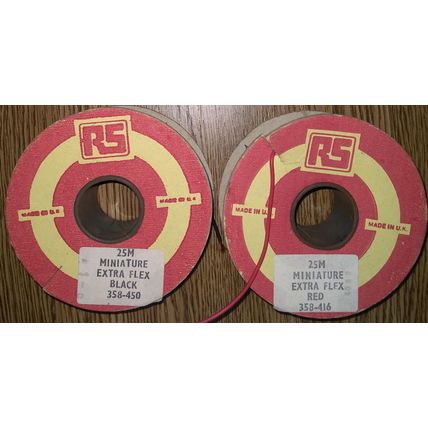 RS
MADE IN U.K
MADE IN U.K
25M
MINIATURE
EXTRA FLEX
BLACK
358-450
RS
MADE IN U.K
MADE IN U.K.
25M
MINIATURE
EXTRA FLEX
RED
358-416